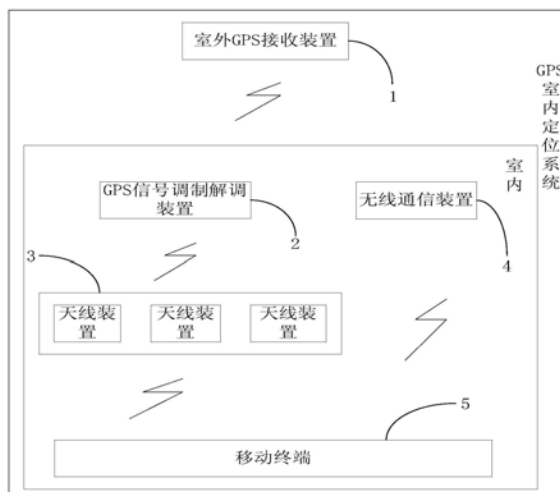 室外GPS接收装置
1
GPS
室
内
定
位
系
统
室
内
GPS信号调制解调
装置
2
无线通信装置
4
3
天线装
置
天线装
置
天线装
置
5
移动终端